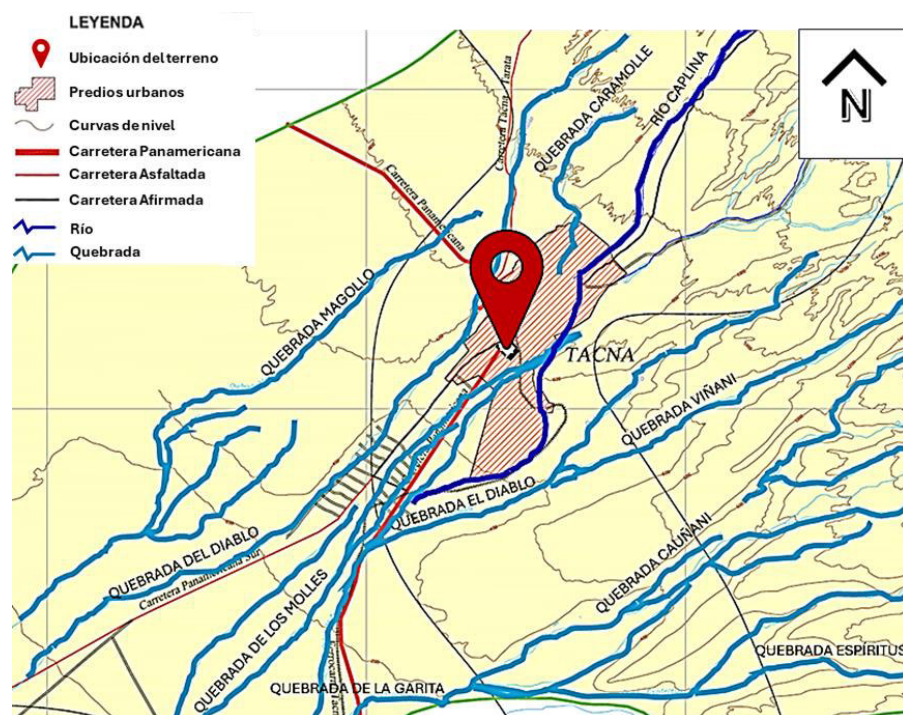 LEYENDA
Ubicación del terreno
Predios urbanos
Curvas de nivel
Carretera Panamericana
Carretera Asfaltada
Carretera Afirmada
Río
Quebrada
N
Carretera Tacna - Tarata
QUEBRADA CARAMOLLE
RÍO CAPLINA
Carretera Panamericana
QUEBRADA MAGOLLO
TACNA
QUEBRADA VIÑANI
QUEBRADA EL DIABLO
QUEBRADA CAUÑANI
QUEBRADA DEL DIABLO
Carretera Panamericana Sur
QUEBRADA DE LOS MOLLES
QUEBRADA ESPÍRITUS
QUEBRADA DE LA GARITA